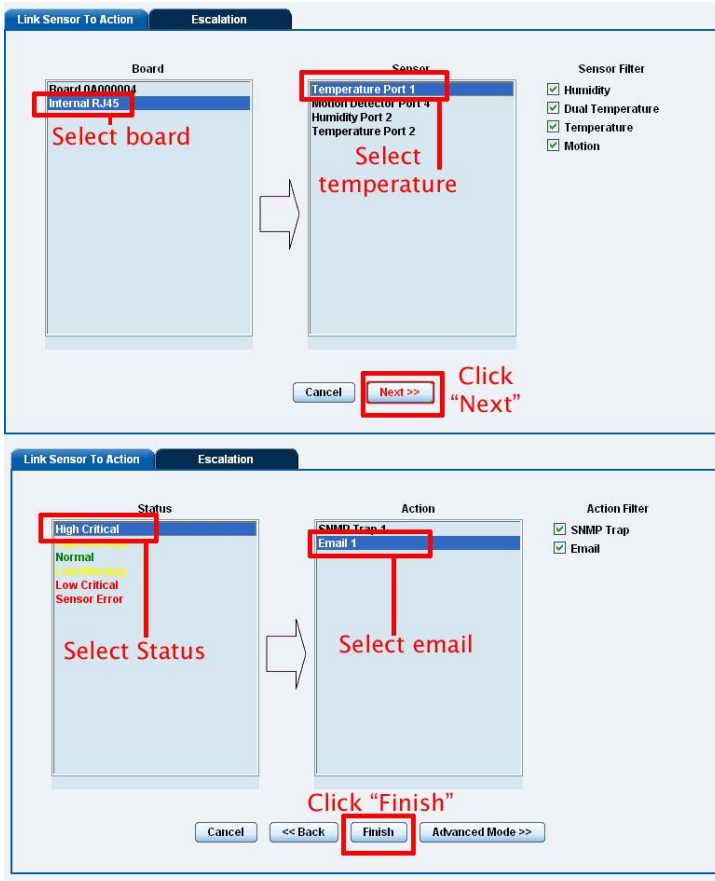 Link Sensor To Action
Escalation
Board
Sensor
Sensor Filter
Board 0A000004
Internal RJ45
Select board
Temperature Port 1
Motion Detector Port 4
Humidity Port 2
Temperature Port 2
Select
temperature
Humidity
Dual Temperature
Temperature
Motion
Cancel
Next >>
Click
“Next”
Link Sensor To Action
Escalation
Status
Action
Action Filter
High Critical
Normal
Low Warning
Low Critical
Sensor Error
Select Status
SNMP Trap 1
Email 1
Select email
SNMP Trap
Email
Click “Finish”
Cancel
<< Back
Finish
Advanced Mode >>